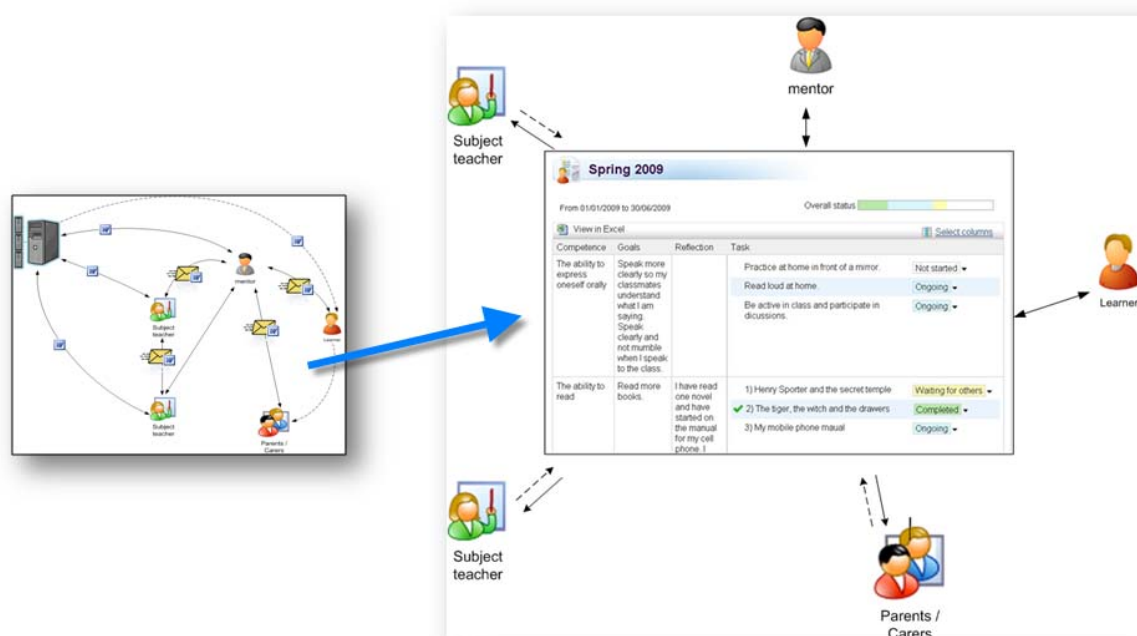 mentor
Subject
teacher
Subject
teacher
Learner
Parents /
Carers
mentor
Subject
teacher
Spring 2009
From 01/01/2009 to 30/06/2009
Overall status
View in Excel
Select columns
Competence Goals Reflection Task
The ability to
express
oneself orally
Speak more
clearly so my
classmates
understand
what I am
saying.
Speak
clearly and
not mumble
when I speak
to the class.
Practice at home in front of a mirror.
Not started
Read loud at home.
Ongoing
Be active in class and participate in
dicussions.
Ongoing
The ability to
read
Read more
books.
I have read
one novel
and have
started on
the manual
for my cell
phone. I
1) Henry Sporter and the secret temple
Waiting for others
2) The tiger, the witch and the drawers
Completed
3) My mobile phone maual
Ongoing
Learner
Subject
teacher
Parents /
Carers